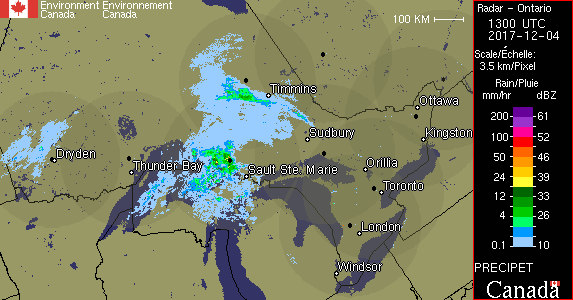 Environment Environnement
Canada Canada
100 KM
Timmins
Ottawa
Sudbury
Kingston
Dryden
Thunder Bay
Sault Ste. Marie
Orillia
Toronto
London
Windsor
Radar - Ontario
1300 UTC
2017-12-04
Scale/Échelle:
3.5 km/Pixel
Rain/Pluie
mm/hr dBZ
200 61
100 52
50 46
24 39
12 33
4 26
0.1 10
PRECIPET
Canada